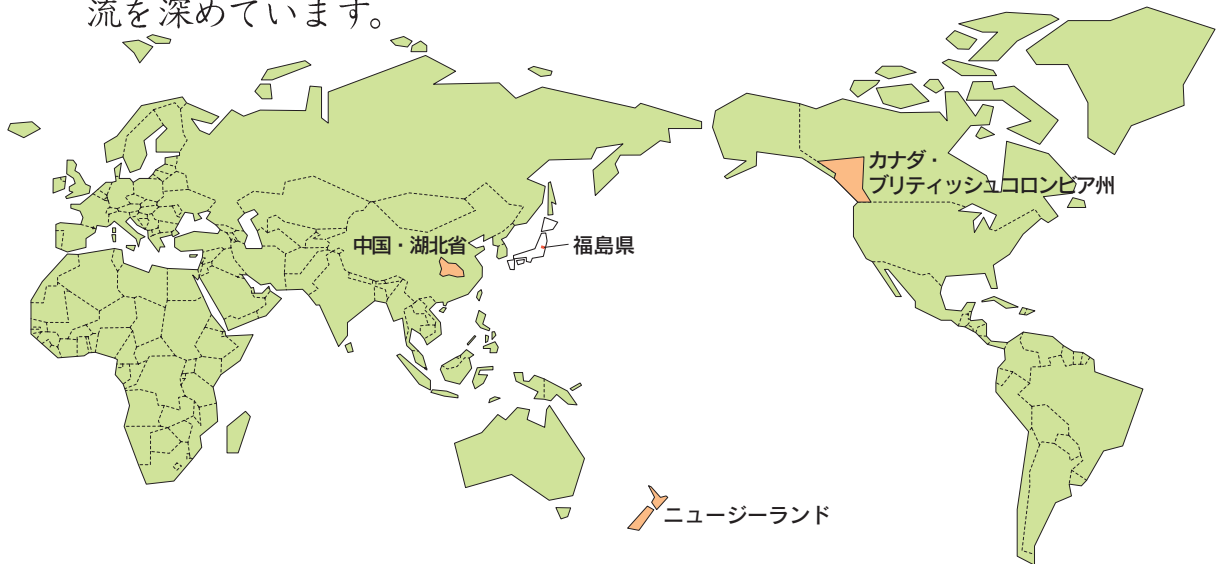 流を深めています。
カナダ・
ブリティッシュコロンビア州
中国・湖北省
福島県
ニュージーランド